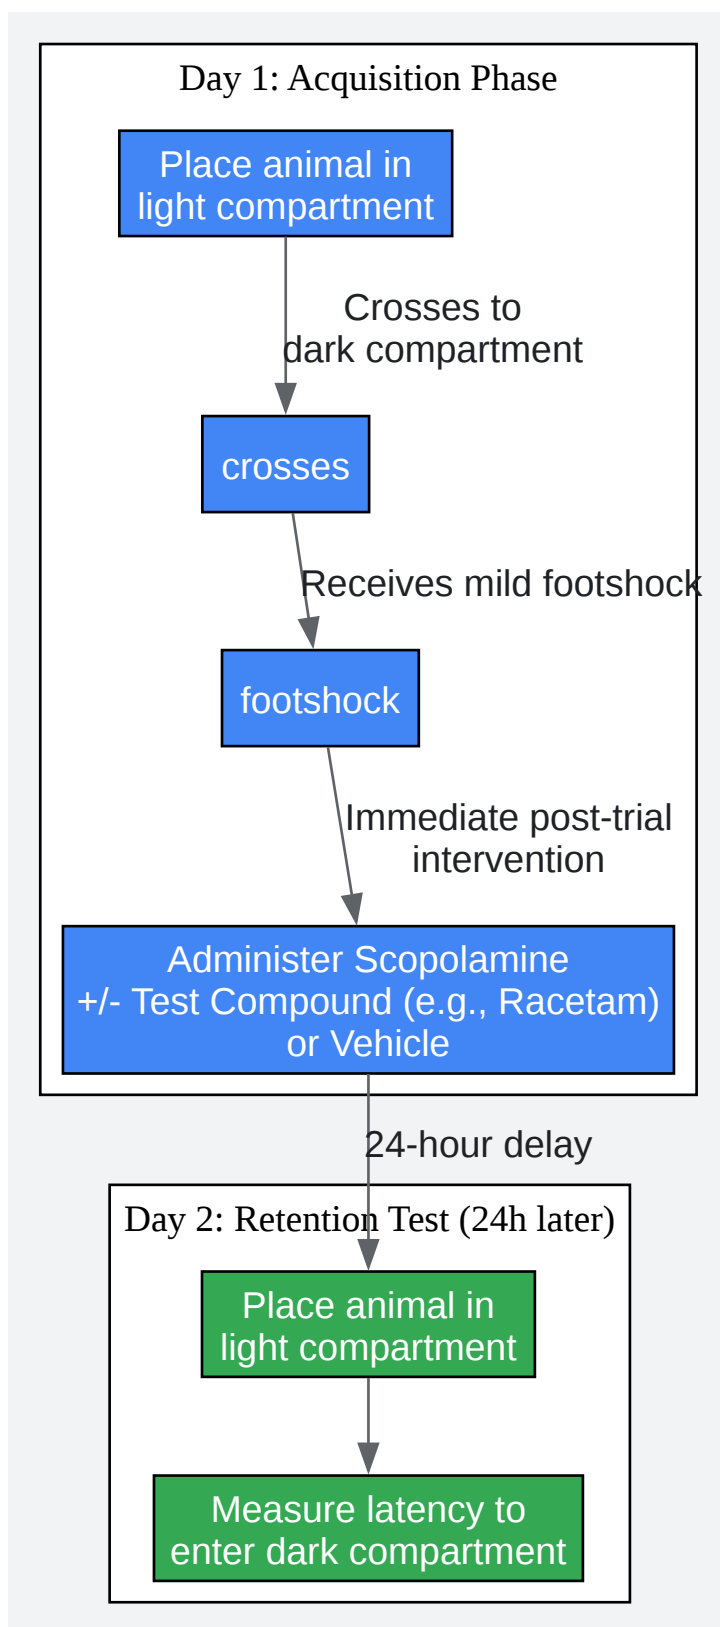 Day 1: Acquisition Phase
Place animal in
light compartment
Crosses to
dark compartment
crosses
Receives mild footshock
footshock
Immediate post-trial
intervention
Administer Scopolamine
+/- Test Compound (e.g., Racetam)
or Vehicle
24-hour delay
Day 2: Retention Test (24h later)
Place animal in
light compartment
Measure latency to
enter dark compartment